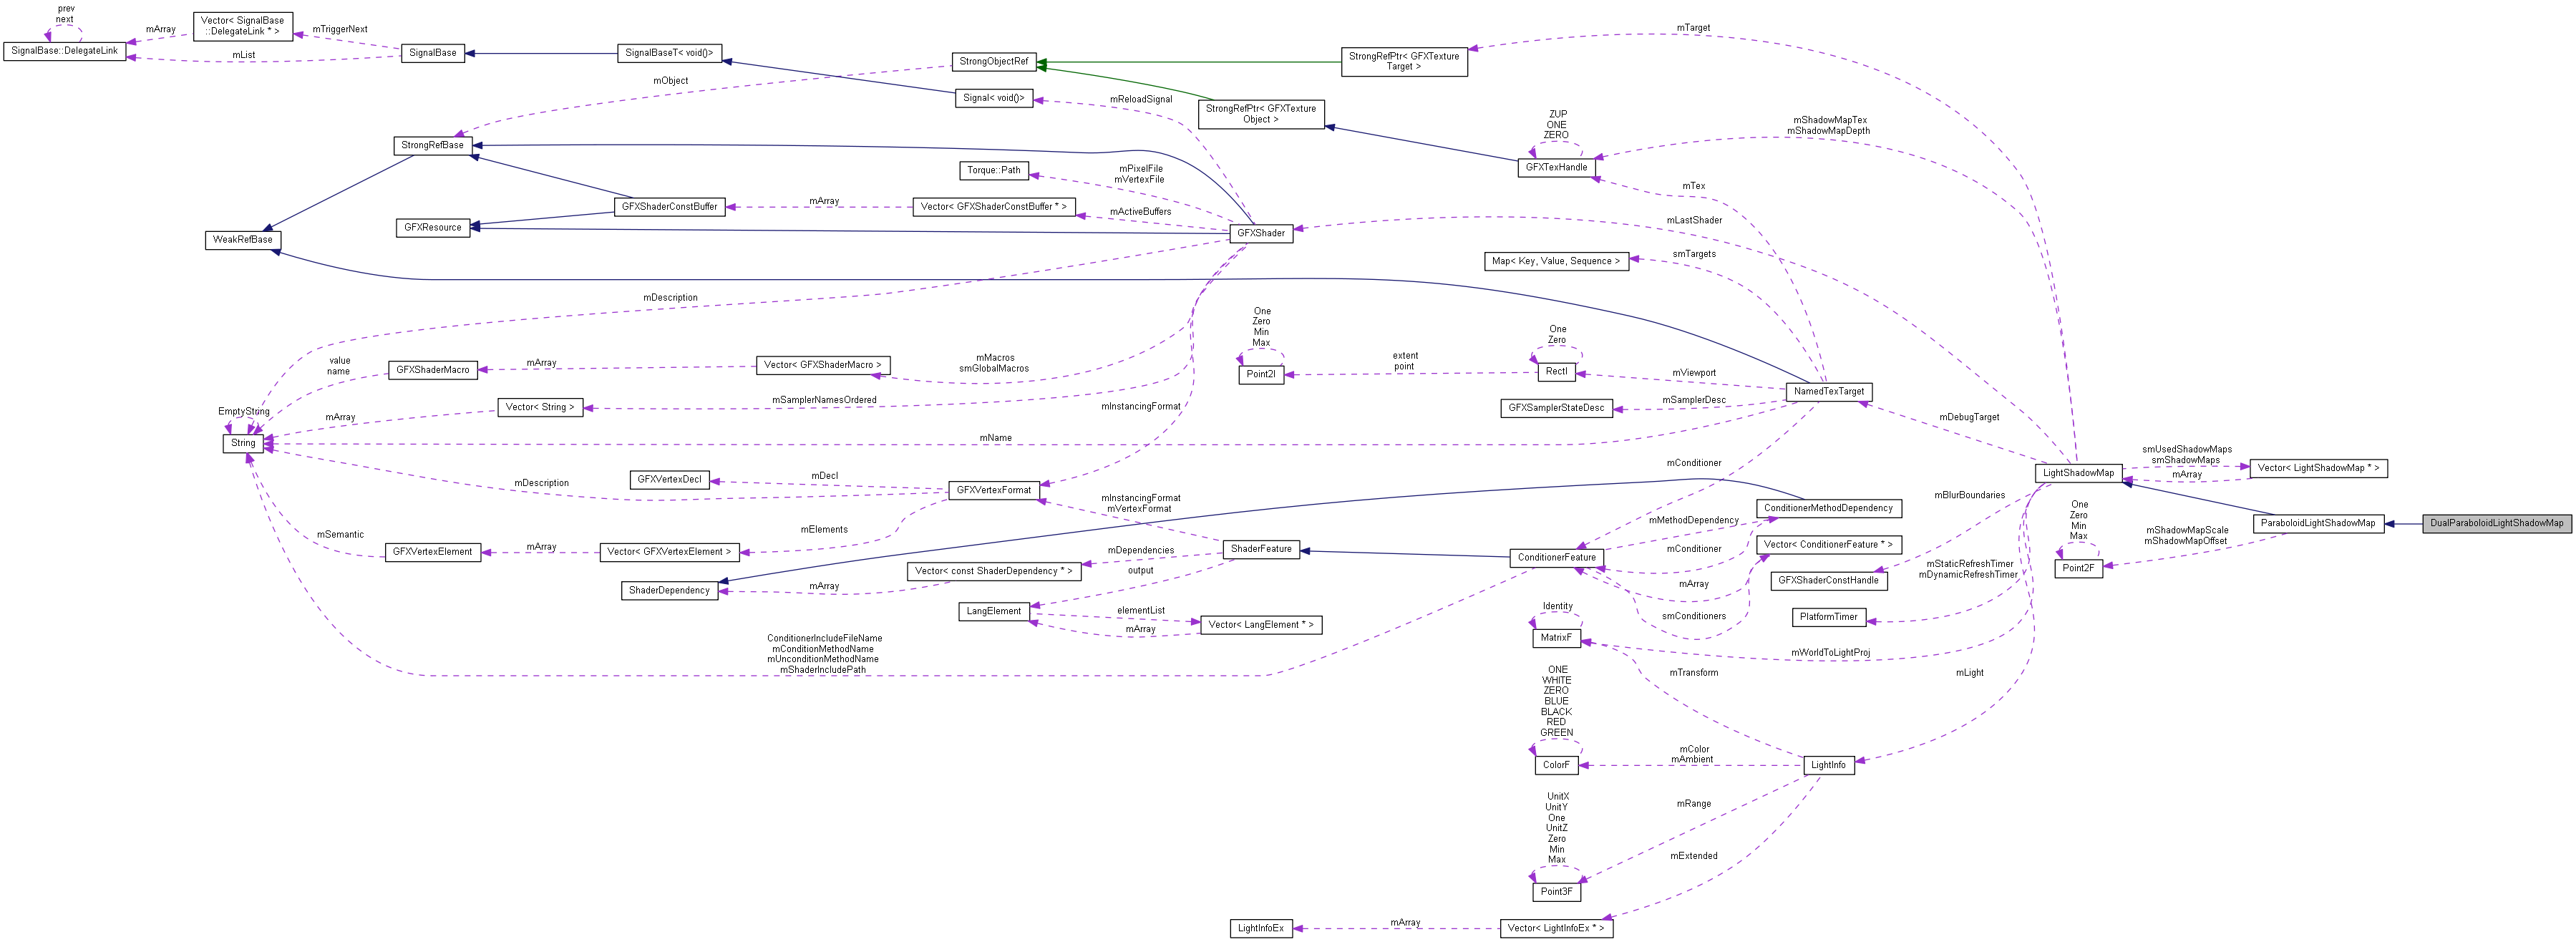 prev
next
SignalBase::DelegateLink
mArray
mList
Vector< SignalBase
::DelegateLink * >
mTriggerNext
SignalBase
SignalBaseT< void()>
mObject
StrongObjectRef
Signal< void()>
mReloadSignal
StrongRefPtr< GFXTexture
Target >
StrongRefPtr< GFXTexture
Object >
mTarget
ZUP
ONE
ZERO
GFXTexHandle
mShadowMapTex
mShadowMapDepth
mTex
StrongRefBase
Torque::Path
mPixelFile
mVertexFile
GFXShaderConstBuffer
mArray
Vector< GFXShaderConstBuffer * >
mActiveBuffers
GFXResource
WeakRefBase
GFXShader
mLastShader
Map< Key, Value, Sequence >
smTargets
mDescription
One
Zero
Min
Max
Point2I
extent
point
One
Zero
RectI
mViewport
NamedTexTarget
GFXSamplerStateDesc
mSamplerDesc
mDebugTarget
value
name
GFXShaderMacro
mArray
Vector< GFXShaderMacro >
mMacros
smGlobalMacros
EmptyString
String
mArray
Vector< String >
mSamplerNamesOrdered
mInstancingFormat
mName
mConditioner
mDescription
GFXVertexDecl
mDecl
GFXVertexFormat
mInstancingFormat
mVertexFormat
mElements
mSemantic
GFXVertexElement
mArray
Vector< GFXVertexElement >
ShaderDependency
mArray
Vector< const ShaderDependency * >
mDependencies
ShaderFeature
output
LangElement
elementList
mArray
Vector< LangElement * >
ConditionerFeature
mMethodDependency
mConditioner
ConditionerMethodDependency
mArray
smConditioners
Vector< ConditionerFeature * >
ConditionerIncludeFileName
mConditionMethodName
mUnconditionMethodName
mShaderIncludePath
LightShadowMap
smUsedShadowMaps
smShadowMaps
mArray
Vector< LightShadowMap * >
mBlurBoundaries
GFXShaderConstHandle
mStaticRefreshTimer
mDynamicRefreshTimer
PlatformTimer
One
Zero
Min
Max
Point2F
mShadowMapScale
mShadowMapOffset
ParaboloidLightShadowMap
DualParaboloidLightShadowMap
Identity
MatrixF
mWorldToLightProj
mTransform
mLight
ONE
WHITE
ZERO
BLUE
BLACK
RED
GREEN
ColorF
mColor
mAmbient
LightInfo
UnitX
UnitY
One
UnitZ
Zero
Min
Max
Point3F
mRange
mExtended
LightInfoEx
mArray
Vector< LightInfoEx * >